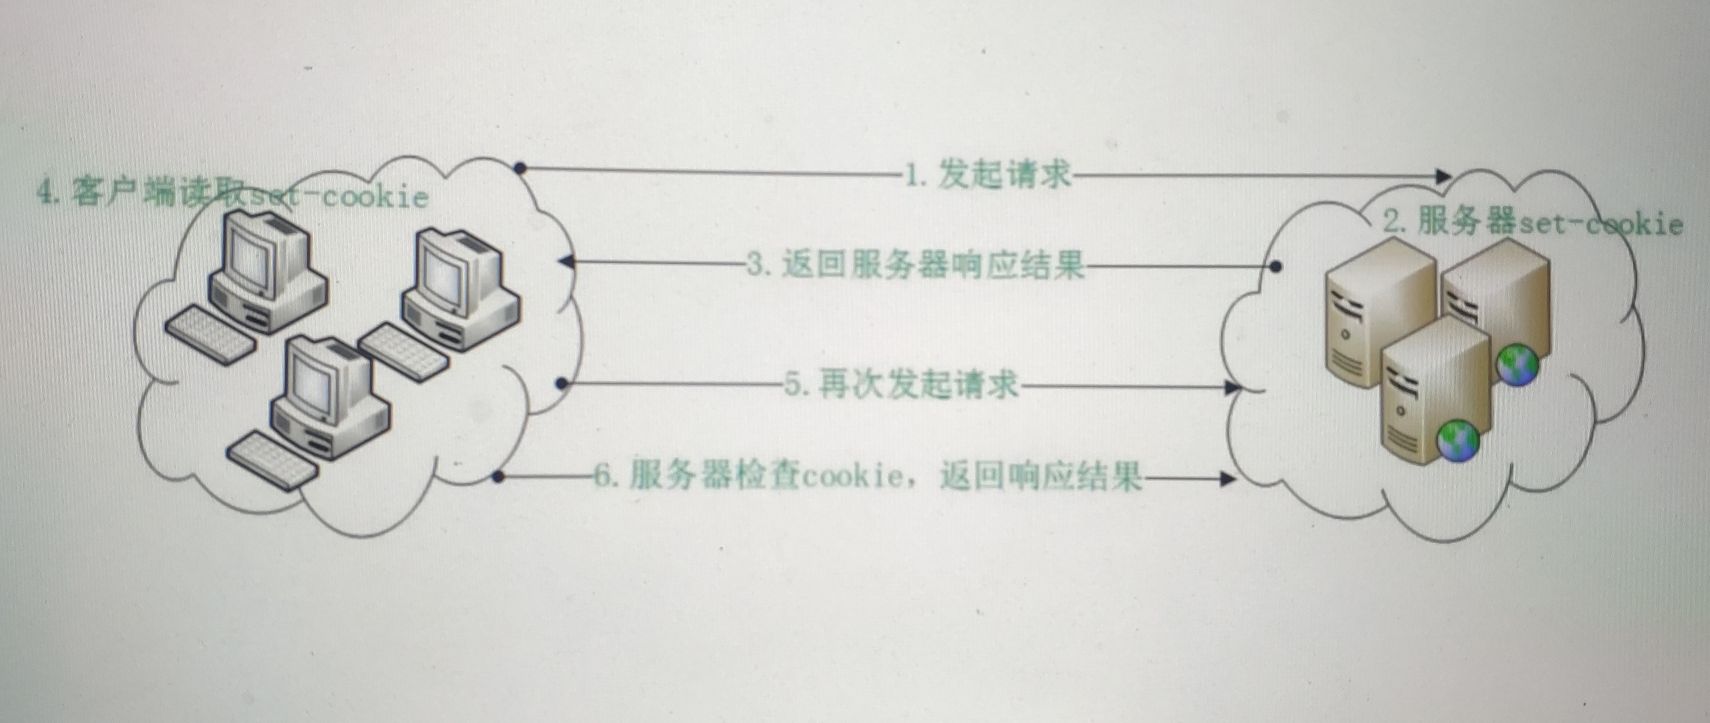 1.发起请求
4.客户端读取set-cookie
2.服务器set-cookie
3.返回服务器响应结果
5.再次发起请求
6.服务器检查cookie，返回响应结果